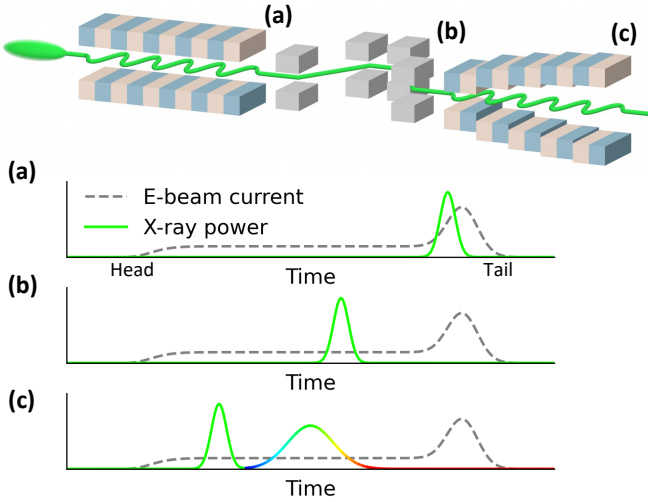 (a)
(b)
(c)
(a)
E-beam current
X-ray power
Head
Time
Tail
(b)
Time
(c)
Time